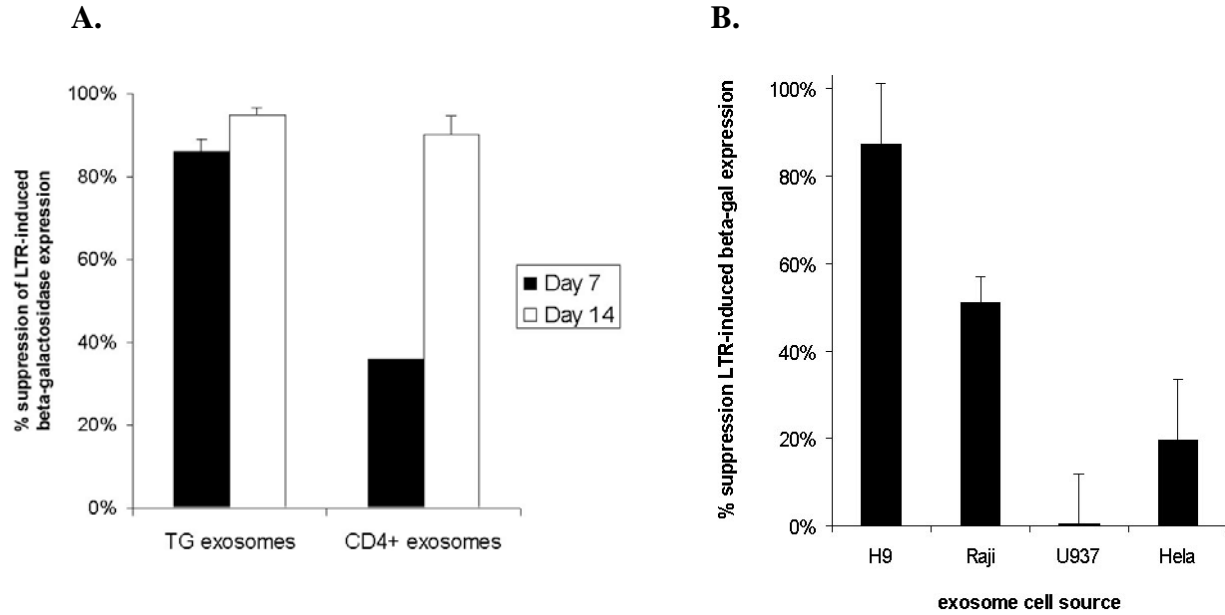 A.
% suppression of LTR-induced
beta-galactosidase expression
100%
80%
60%
40%
20%
0%
TG exosomes
CD4+ exosomes
Day 7
Day 14
B.
% suppression LTR-induced beta-gal expression
100%
80%
60%
40%
20%
0%
H9
Raji
U937
Hela
exosome cell source